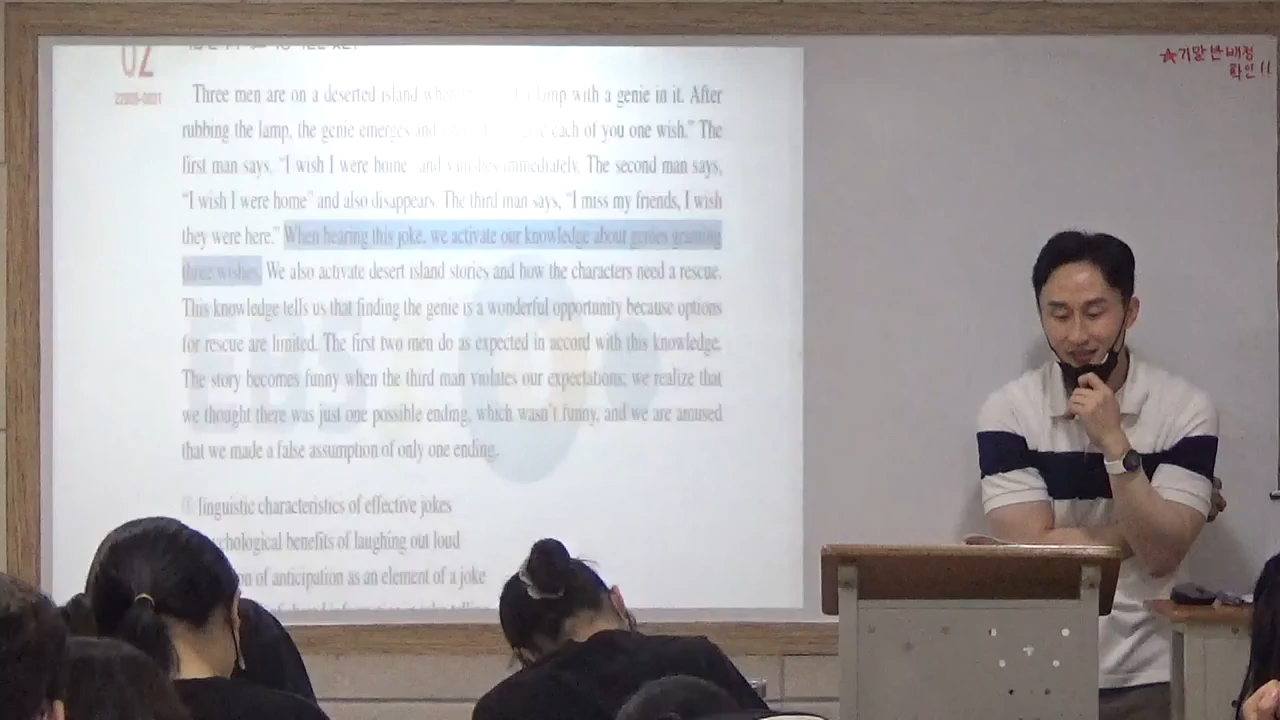 ★기말 반 배정
확인!!
02
22008-0031
Three men are on a deserted island lamp with a genie in it. After
rubbing the lamp, the genie emerges and each of you one wish.” The
first man says, “I wish I were home” and vanishes immediately. The second man says,
“I wish I were home” and also disappears. The third man says, “I miss my friends, I wish
they were here.” When hearing this joke, we activate our knowledge about genies granting
three wishes. We also activate desert island stories and how the characters need a rescue.
This knowledge tells us that finding the genie is a wonderful opportunity because options
for rescue are limited. The first two men do as expected in accord with this knowledge.
The story becomes funny when the third man violates our expectations; we realize that
we thought there was just one possible ending, which wasn’t funny, and we are amused
that we made a false assumption of only one ending.
① linguistic characteristics of effective jokes
benefits of laughing out loud
of anticipation as an element of a joke